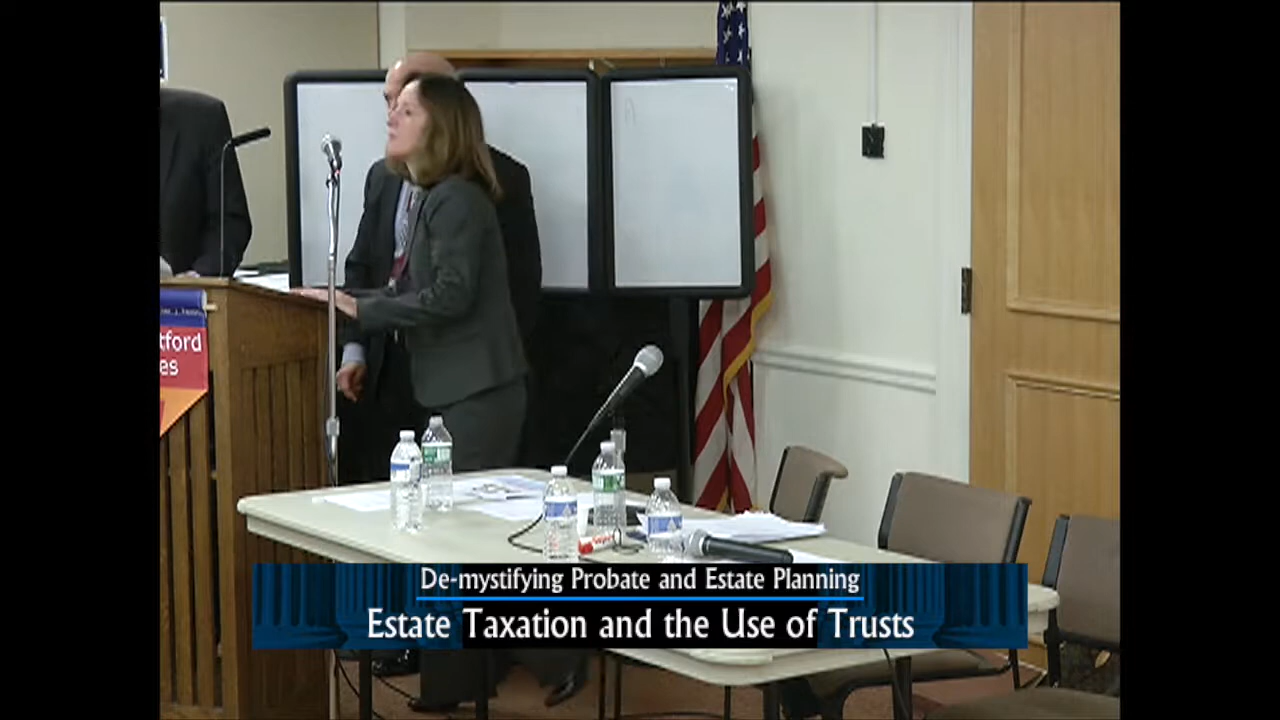 tford
es
A
De-mystifying Probate and Estate Planning
Estate Taxation and the Use of Trusts